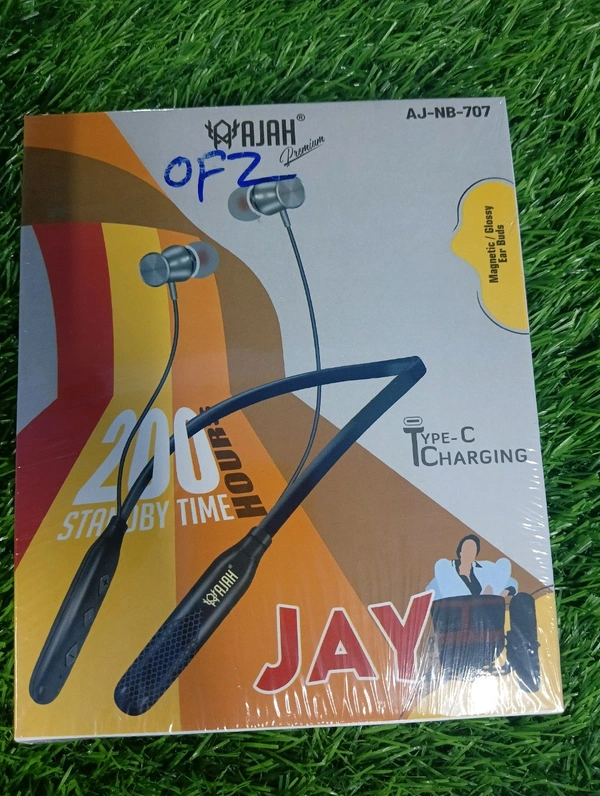 AJAH®
Premium
AJ-NB-707
OFZ
Magnetic / Glossy
Ear Buds
200
HOURS
STANDBY TIME
TYPE-C
CHARGING
AJAH®
JAY